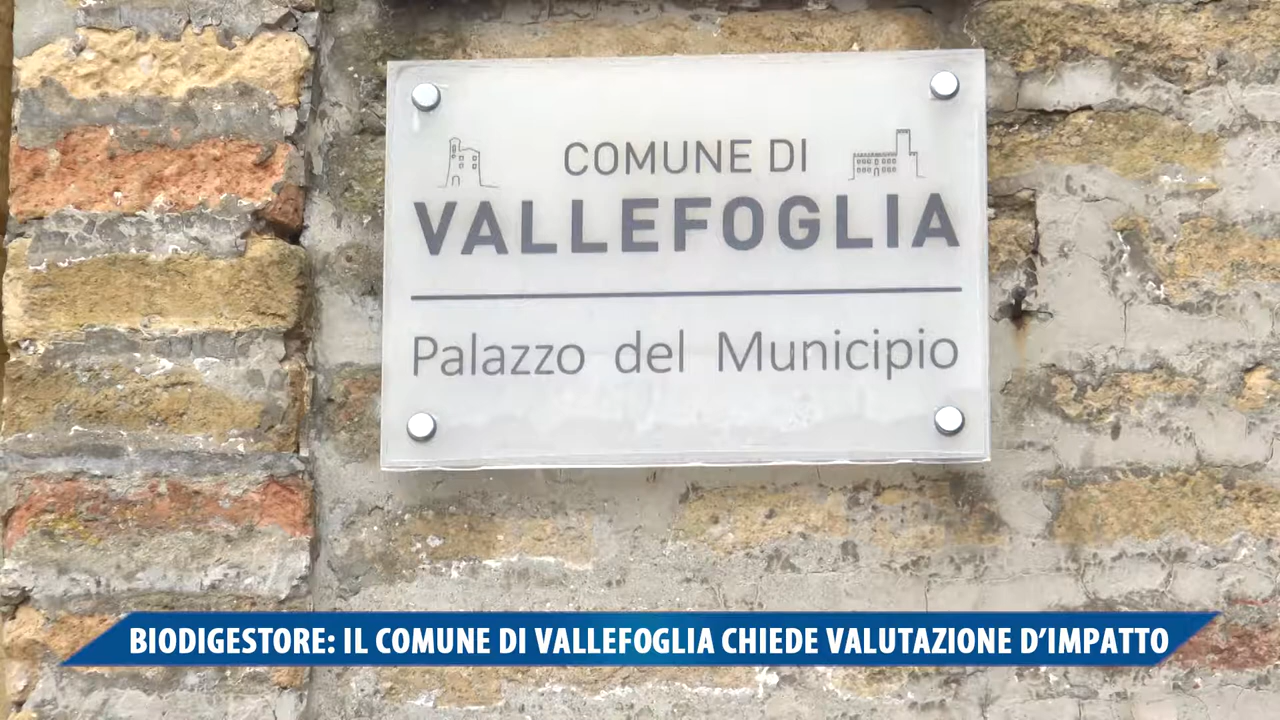 COMUNE DI
VALLEFOGLIA
Palazzo del Municipio
BIODIGESTORE: IL COMUNE DI VALLEFOGLIA CHIEDE VALUTAZIONE D’IMPATTO